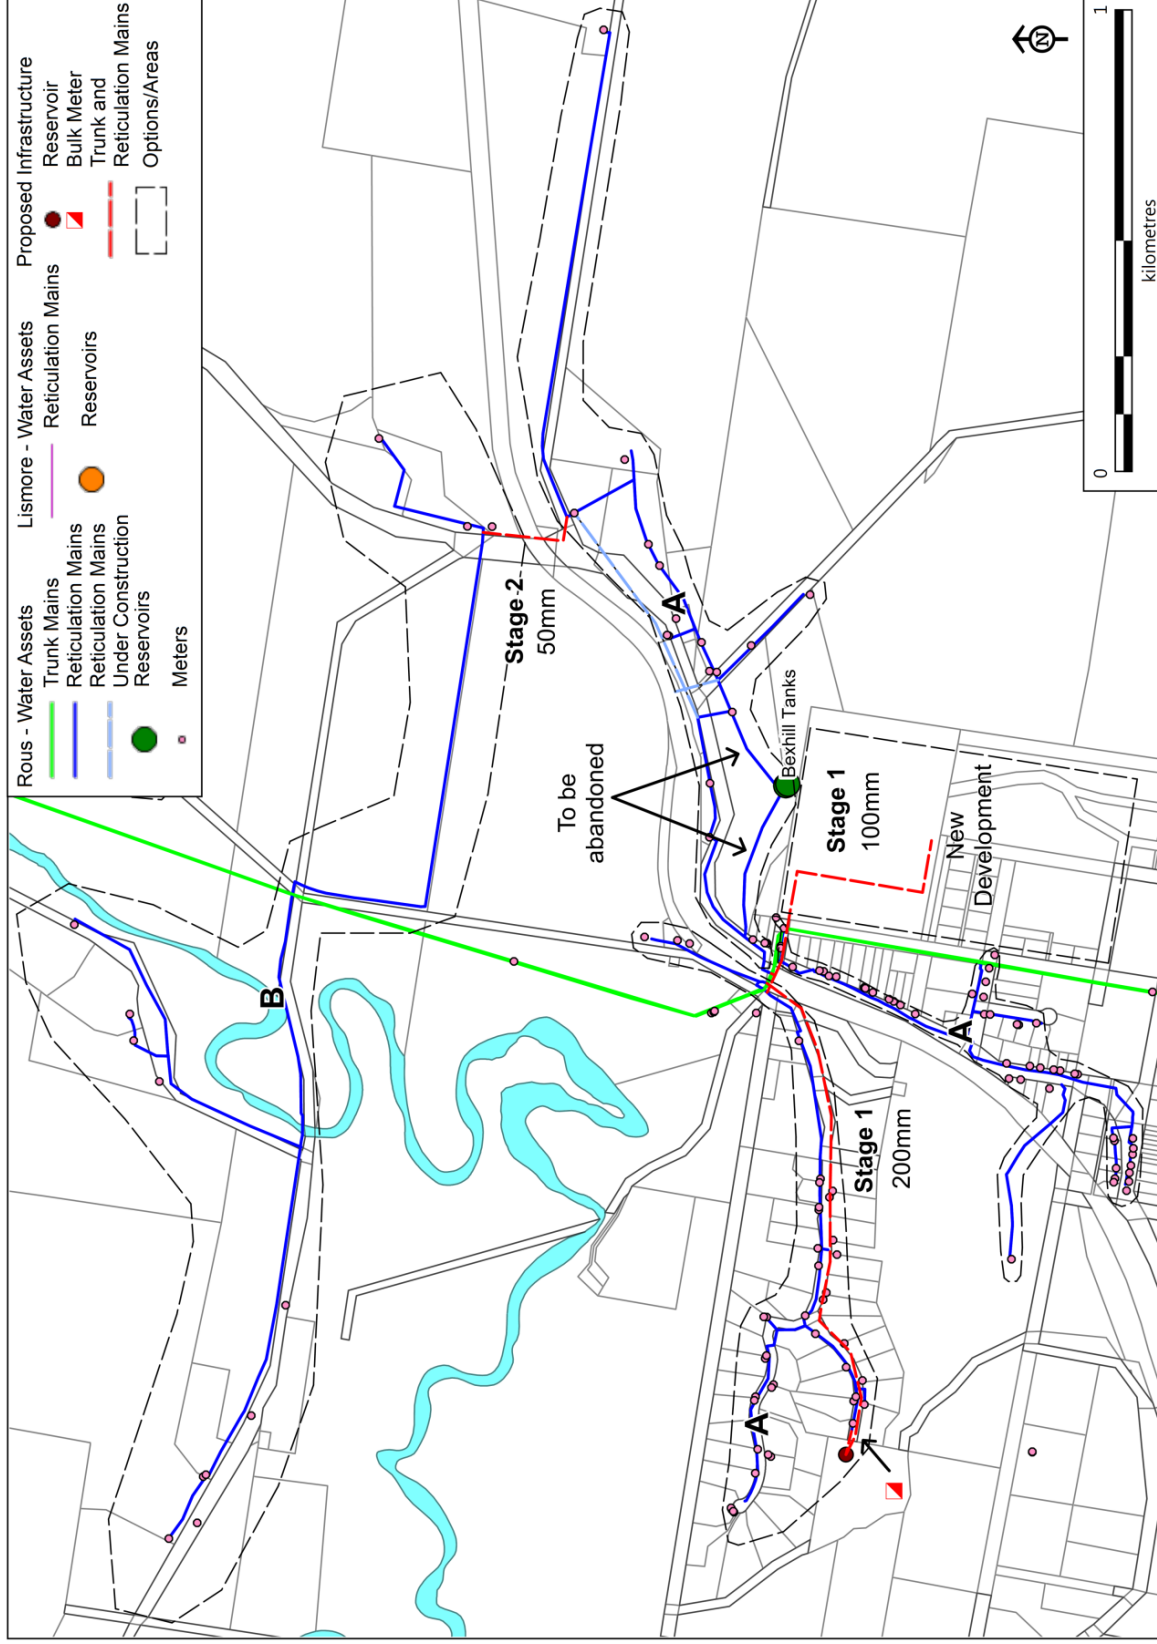 Rous - Water Assets
Trunk Mains
Reticulation Mains
Reticulation Mains
Under Construction
Reservoirs
Meters
Lismore - Water Assets
Reticulation Mains
Reservoirs
Proposed Infrastructure
Reservoir
Bulk Meter
Trunk and
Reticulation Mains
Options/Areas
N
B
Stage 2
50mm
A
To be
abandoned
Bexhill Tanks
Stage 1
100mm
New
Development
A
Stage 1
200mm
A
0
1
kilometres